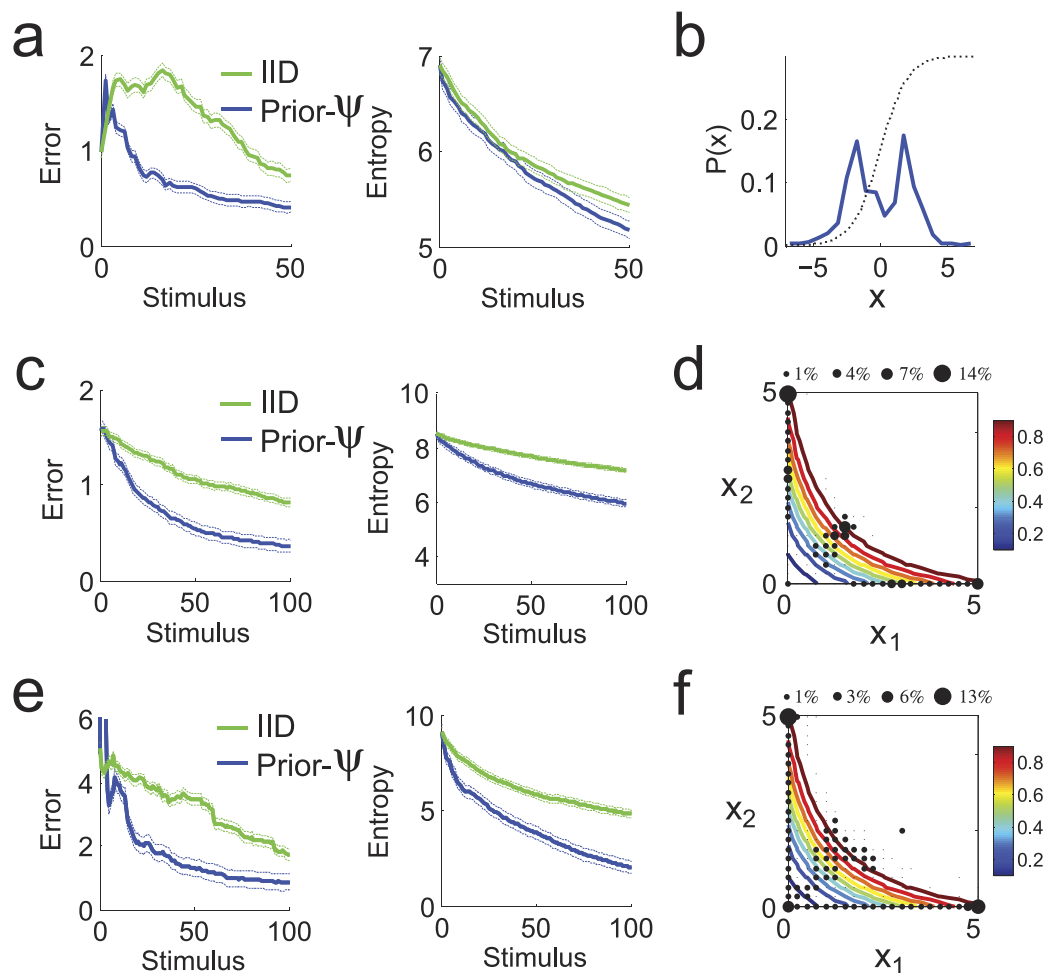 a
2
1
0
Error
IID
Prior-ψ
0
50
Stimulus
7
6
5
Entropy
0
50
Stimulus
b
0.2
0.1
0
P(x)
−5
0
5
x
c
2
1
0
Error
IID
Prior-ψ
0
100
Stimulus
10
8
6
4
Entropy
0
100
Stimulus
d
1% 4% 7% 14%
5
0
x2
0
5
x1
0.8
0.6
0.4
0.2
e
6
4
2
0
Error
IID
Prior-ψ
0
100
Stimulus
10
5
0
Entropy
0
100
Stimulus
f
1% 3% 6% 13%
5
0
x2
0
5
x1
0.8
0.6
0.4
0.2